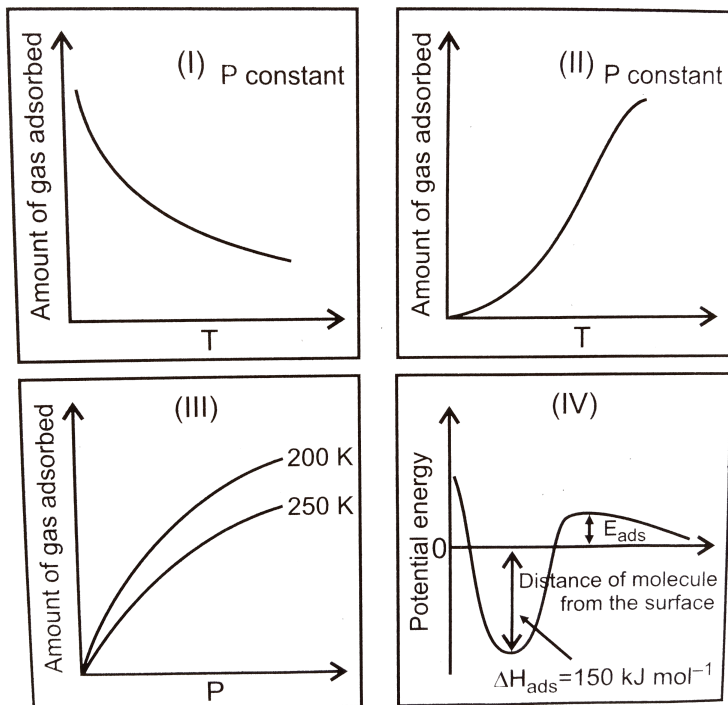 (I)
P constant
Amount of gas adsorbed
T
(II)
P constant
Amount of gas adsorbed
T
(III)
200 K
250 K
Amount of gas adsorbed
P
(IV)
Potential energy
0
E_ads
Distance of molecule
from the surface
ΔH_ads=150 kJ mol⁻¹